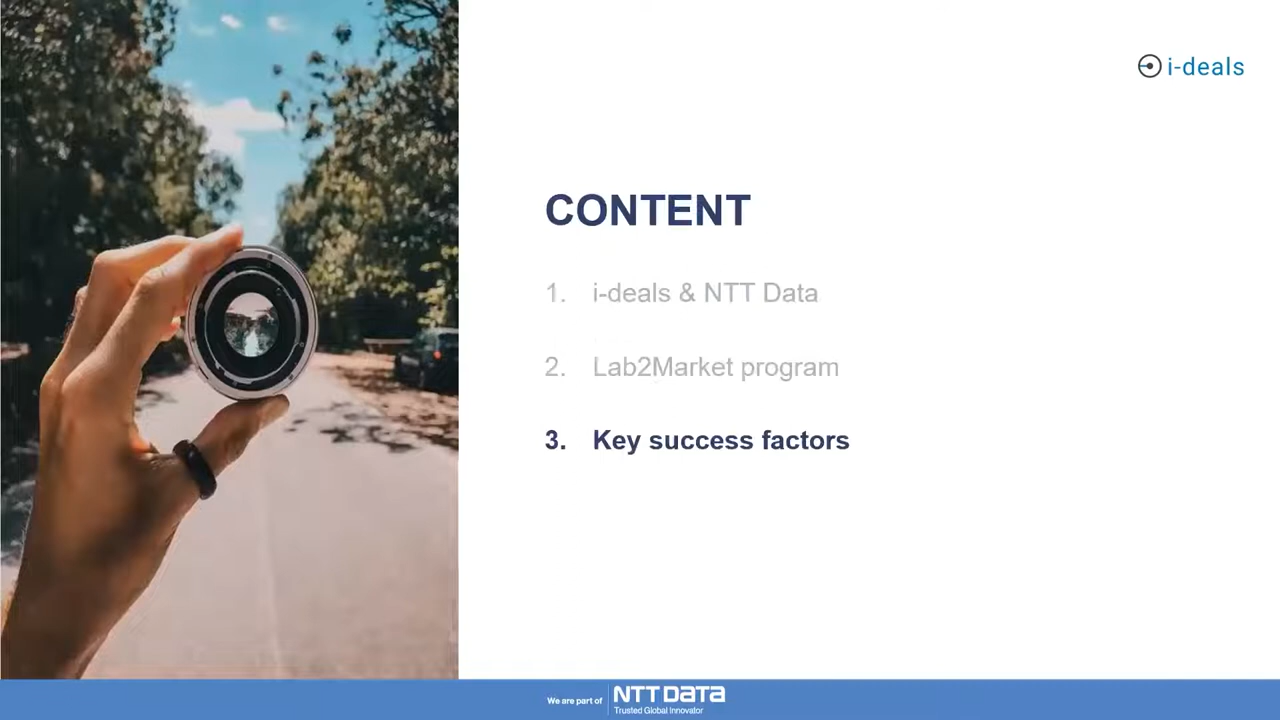 i-deals
CONTENT
1. i-deals & NTT Data
2. Lab2Market program
3. Key success factors
We are part of
NTT DATA
Trusted Global Innovator